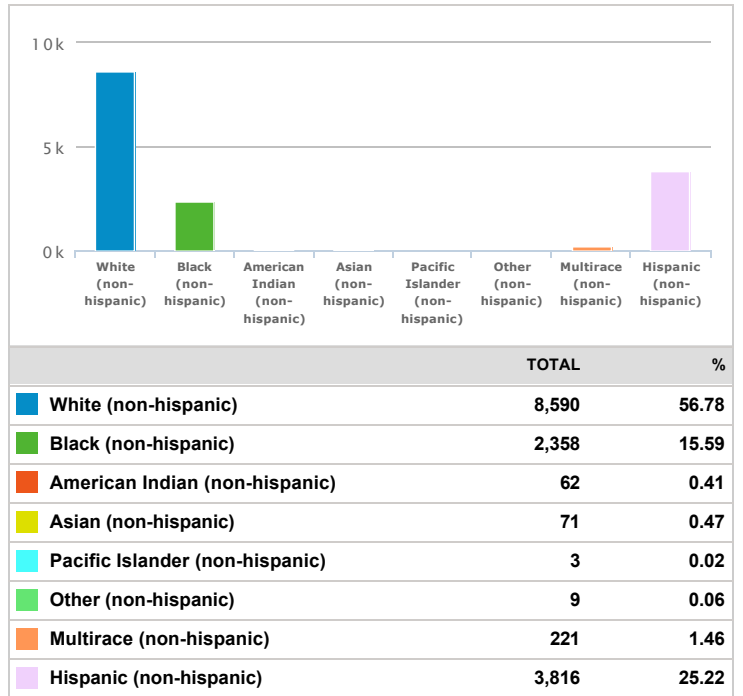 10k
5k
0k
White Black American Asian Pacific Other Multirace Hispanic
(non- (non- Indian (non- Islander (non- (non- (non-
hispanic) hispanic) (non- hispanic) (non- hispanic) hispanic) hispanic)
hispanic) hispanic)
TOTAL %
White (non-hispanic) 8,590 56.78
Black (non-hispanic) 2,358 15.59
American Indian (non-hispanic) 62 0.41
Asian (non-hispanic) 71 0.47
Pacific Islander (non-hispanic) 3 0.02
Other (non-hispanic) 9 0.06
Multirace (non-hispanic) 221 1.46
Hispanic (non-hispanic) 3,816 25.22